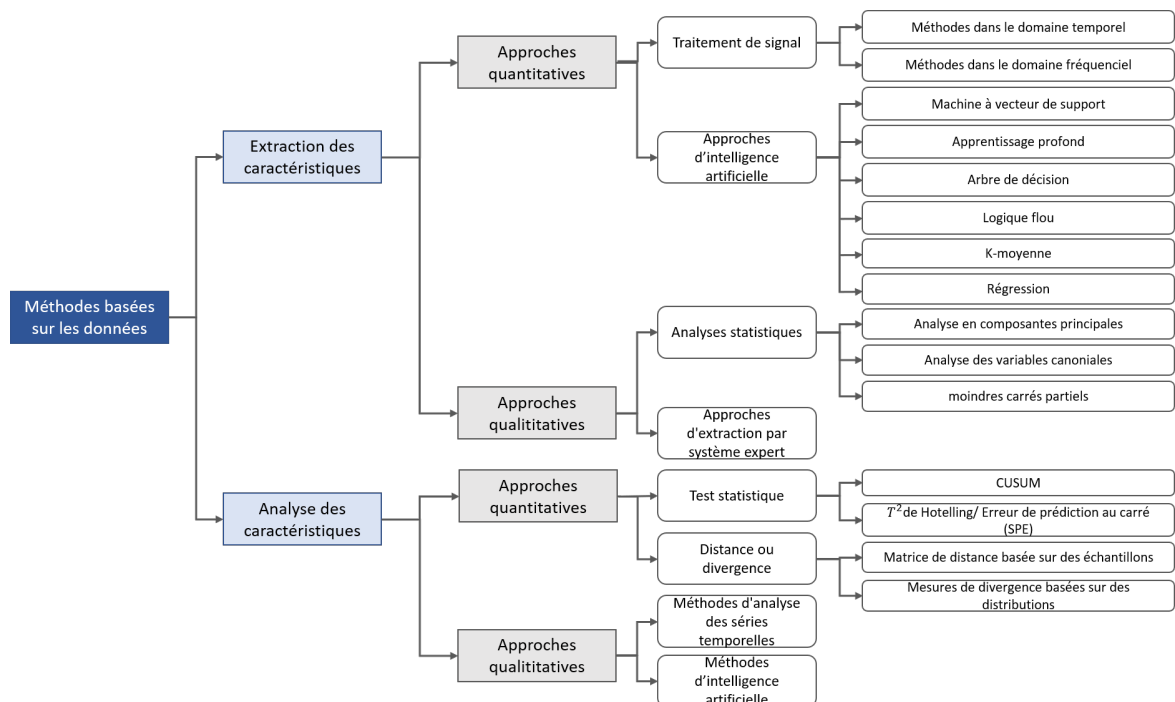 Méthodes basées
sur les données
Extraction des
caractéristiques
Approches
quantitatives
Traitement de signal
Méthodes dans le domaine temporel
Méthodes dans le domaine fréquenciel
Approches
d’intelligence
artificielle
Machine à vecteur de support
Apprentissage profond
Arbre de décision
Logique flou
K-moyenne
Régression
Approches
qualititatives
Analyses statistiques
Analyse en composantes principales
Analyse des variables canoniales
moindres carrés partiels
Approches
d'extraction par
système expert
Analyse des
caractéristiques
Approches
quantitatives
Test statistique
CUSUM
T² de Hotelling/ Erreur de prédiction au carré
(SPE)
Distance ou
divergence
Matrice de distance basée sur des échantillons
Mesures de divergence basées sur des
distributions
Approches
qualititatives
Méthodes d'analyse
des séries
temporelles
Méthodes
d’intelligence
artificielle